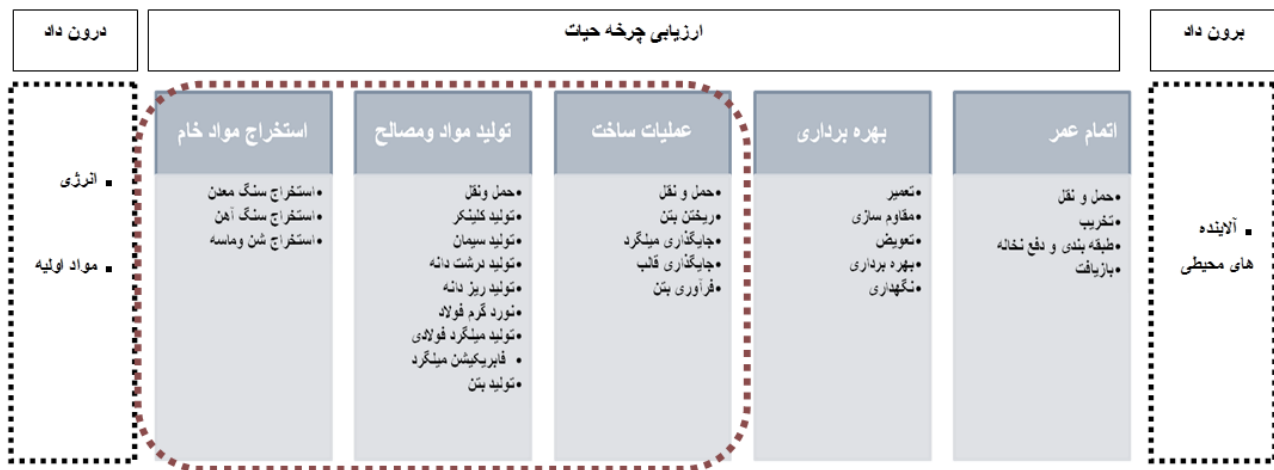 درون داد
ارزیابی چرخه حیات
برون داد
▪ انرژی
▪ مواد اولیه
استخراج مواد خام
•استخراج سنگ معدن
•استخراج سنگ آهن
•استخراج شن وماسه
تولید مواد ومصالح
•حمل ونقل
•تولید کلینکر
•تولید سیمان
•تولید درشت دانه
•تولید ریز دانه
•نورد گرم فولاد
•تولید میلگرد فولادی
• فابریکیشن میلگرد
•تولید بتن
عملیات ساخت
•حمل و نقل
•ریختن بتن
•جایگذاری میلگرد
•جایگذاری قالب
•فرآوری بتن
بهره برداری
•تعمیر
•مقاوم سازی
•تعویض
•بهره برداری
•نگهداری
اتمام عمر
•حمل و نقل
•تخریب
•طبقه بندی و دفع نخاله
•بازیافت
▪ آلاینده
های محیطی